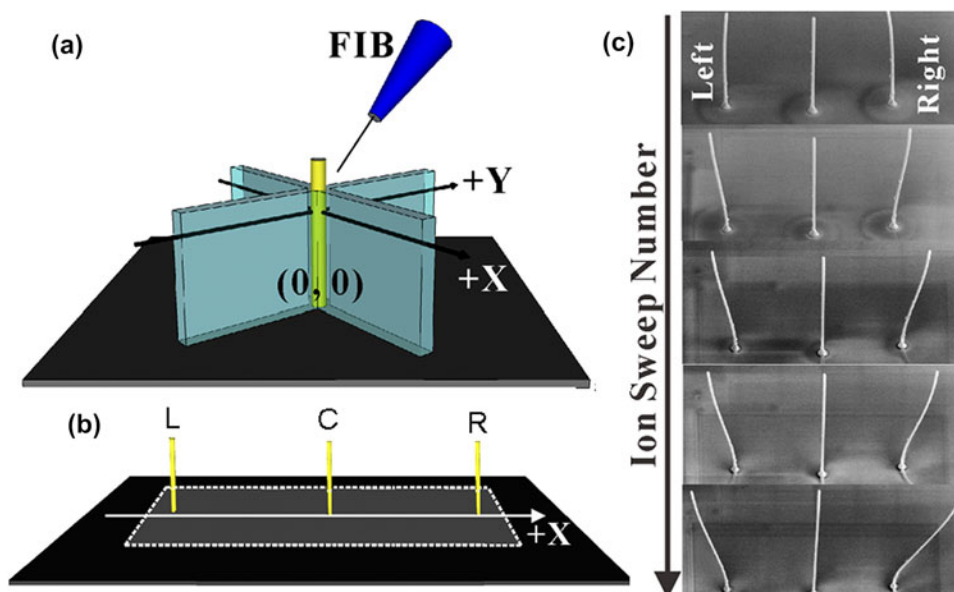 (a)
FIB
+Y
+X
(0,0)
(b)
L C R
+X
(c)
Left
Right
Ion Sweep Number